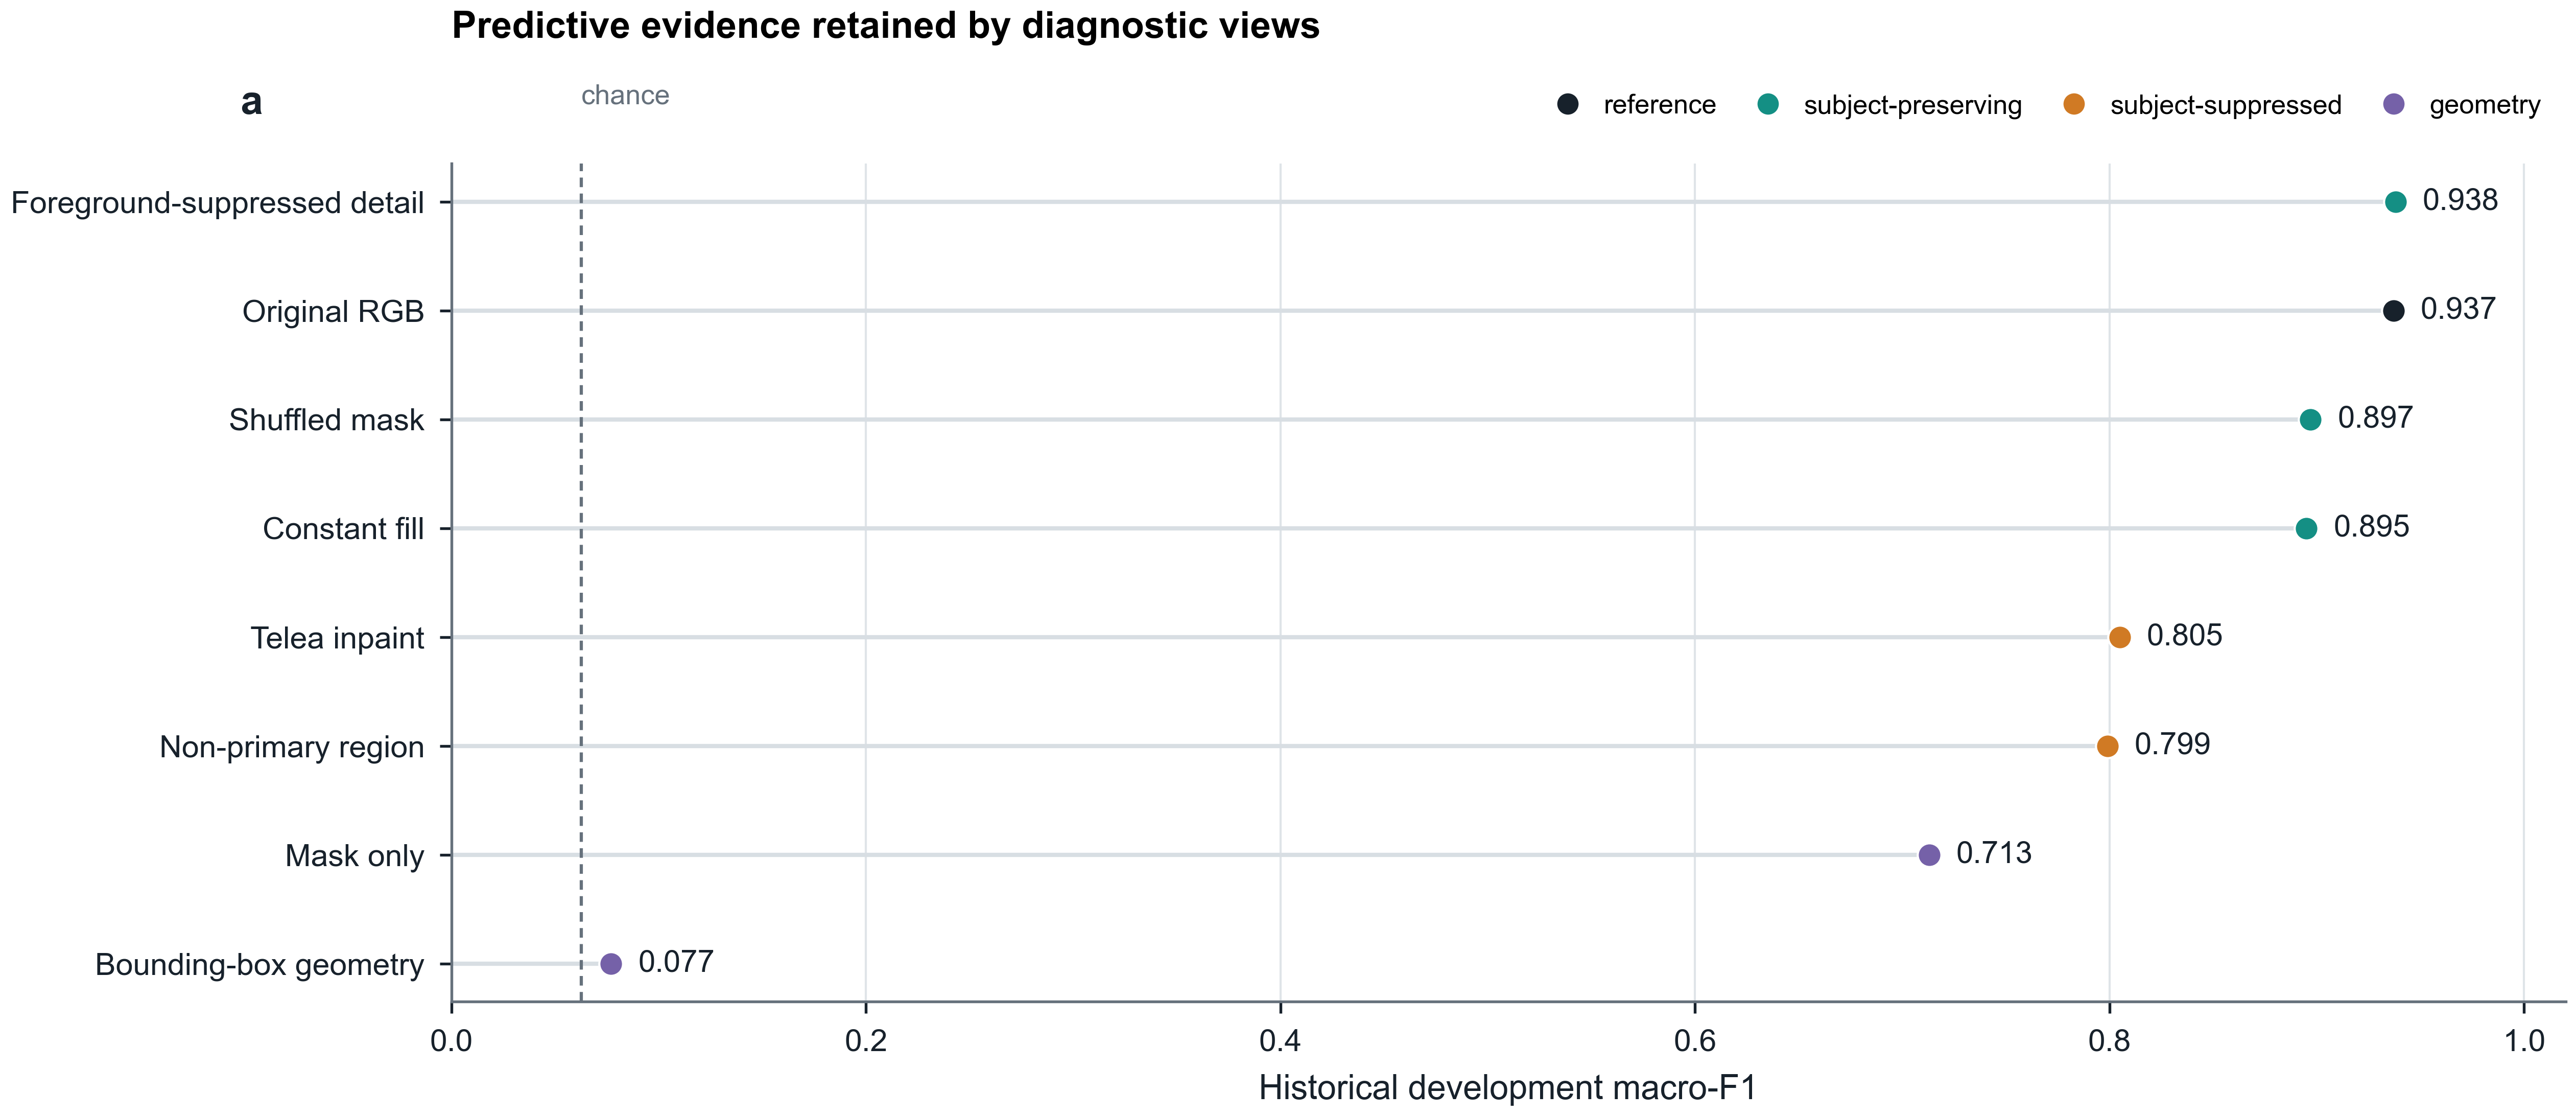 Predictive evidence retained by diagnostic views
a
chance
reference
subject-preserving
subject-suppressed
geometry
Foreground-suppressed detail 0.938
Original RGB 0.937
Shuffled mask 0.897
Constant fill 0.895
Telea inpaint 0.805
Non-primary region 0.799
Mask only 0.713
Bounding-box geometry 0.077
0.0 0.2 0.4 0.6 0.8 1.0
Historical development macro-F1